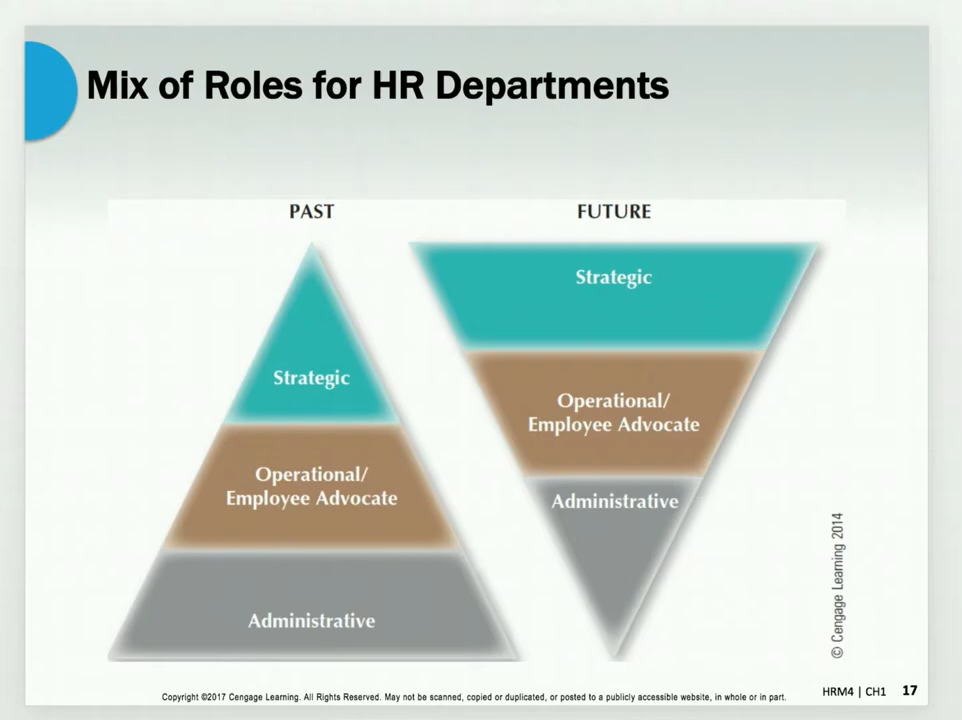 Mix of Roles for HR Departments
PAST
Strategic
Operational/
Employee Advocate
Administrative
FUTURE
Strategic
Operational/
Employee Advocate
Administrative
© Cengage Learning 2014
Copyright ©2017 Cengage Learning. All Rights Reserved. May not be scanned, copied or duplicated, or posted to a publicly accessible website, in whole or in part.
HRM4 | CH1 17